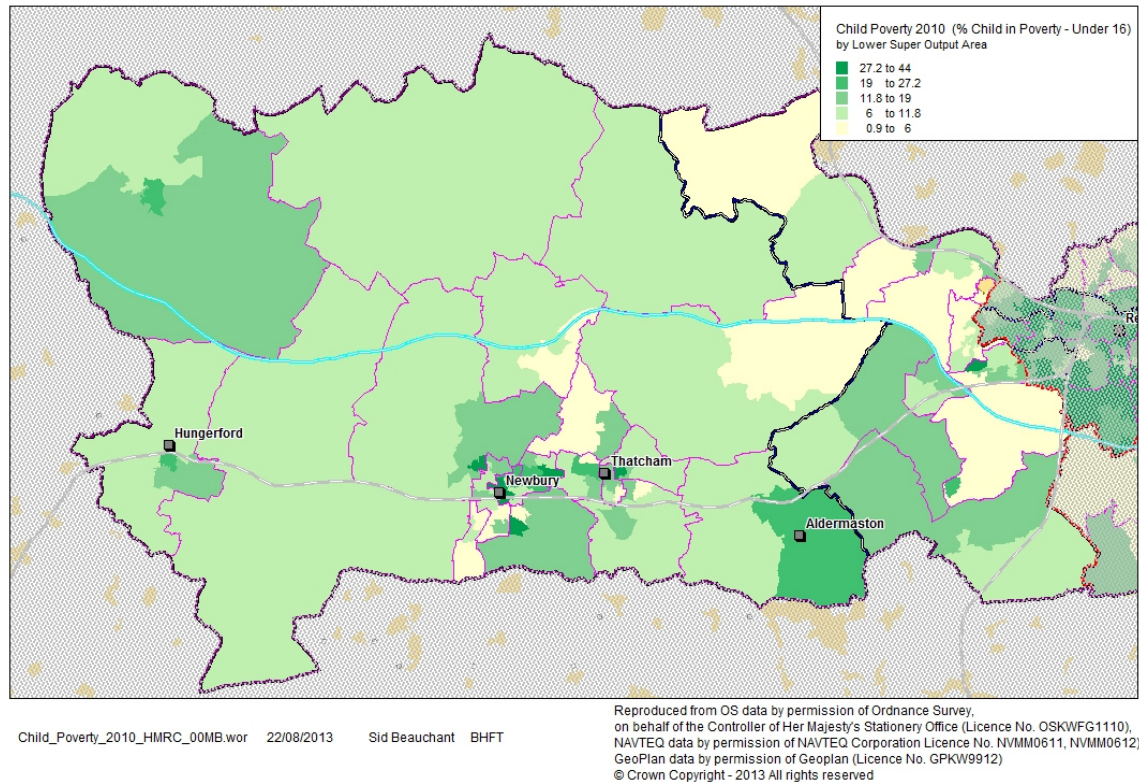 Child Poverty 2010 (% Child in Poverty - Under 16)
by Lower Super Output Area
27.2 to 44
19 to 27.2
11.8 to 19
6 to 11.8
0.9 to 6
Re
Hungerford
Thatcham
Newbury
Aldermaston
Child_Poverty_2010_HMRC_00MB.wor 22/08/2013 Sid Beauchant BHFT
Reproduced from OS data by permission of Ordnance Survey,
on behalf of the Controller of Her Majesty's Stationery Office (Licence No. OSKWFG1110),
NAVTEQ data by permission of NAVTEQ Corporation Licence No. NVMM0611, NVMM0612)
GeoPlan data by permission of Geoplan (Licence No. GPKW9912)
© Crown Copyright - 2013 All rights reserved